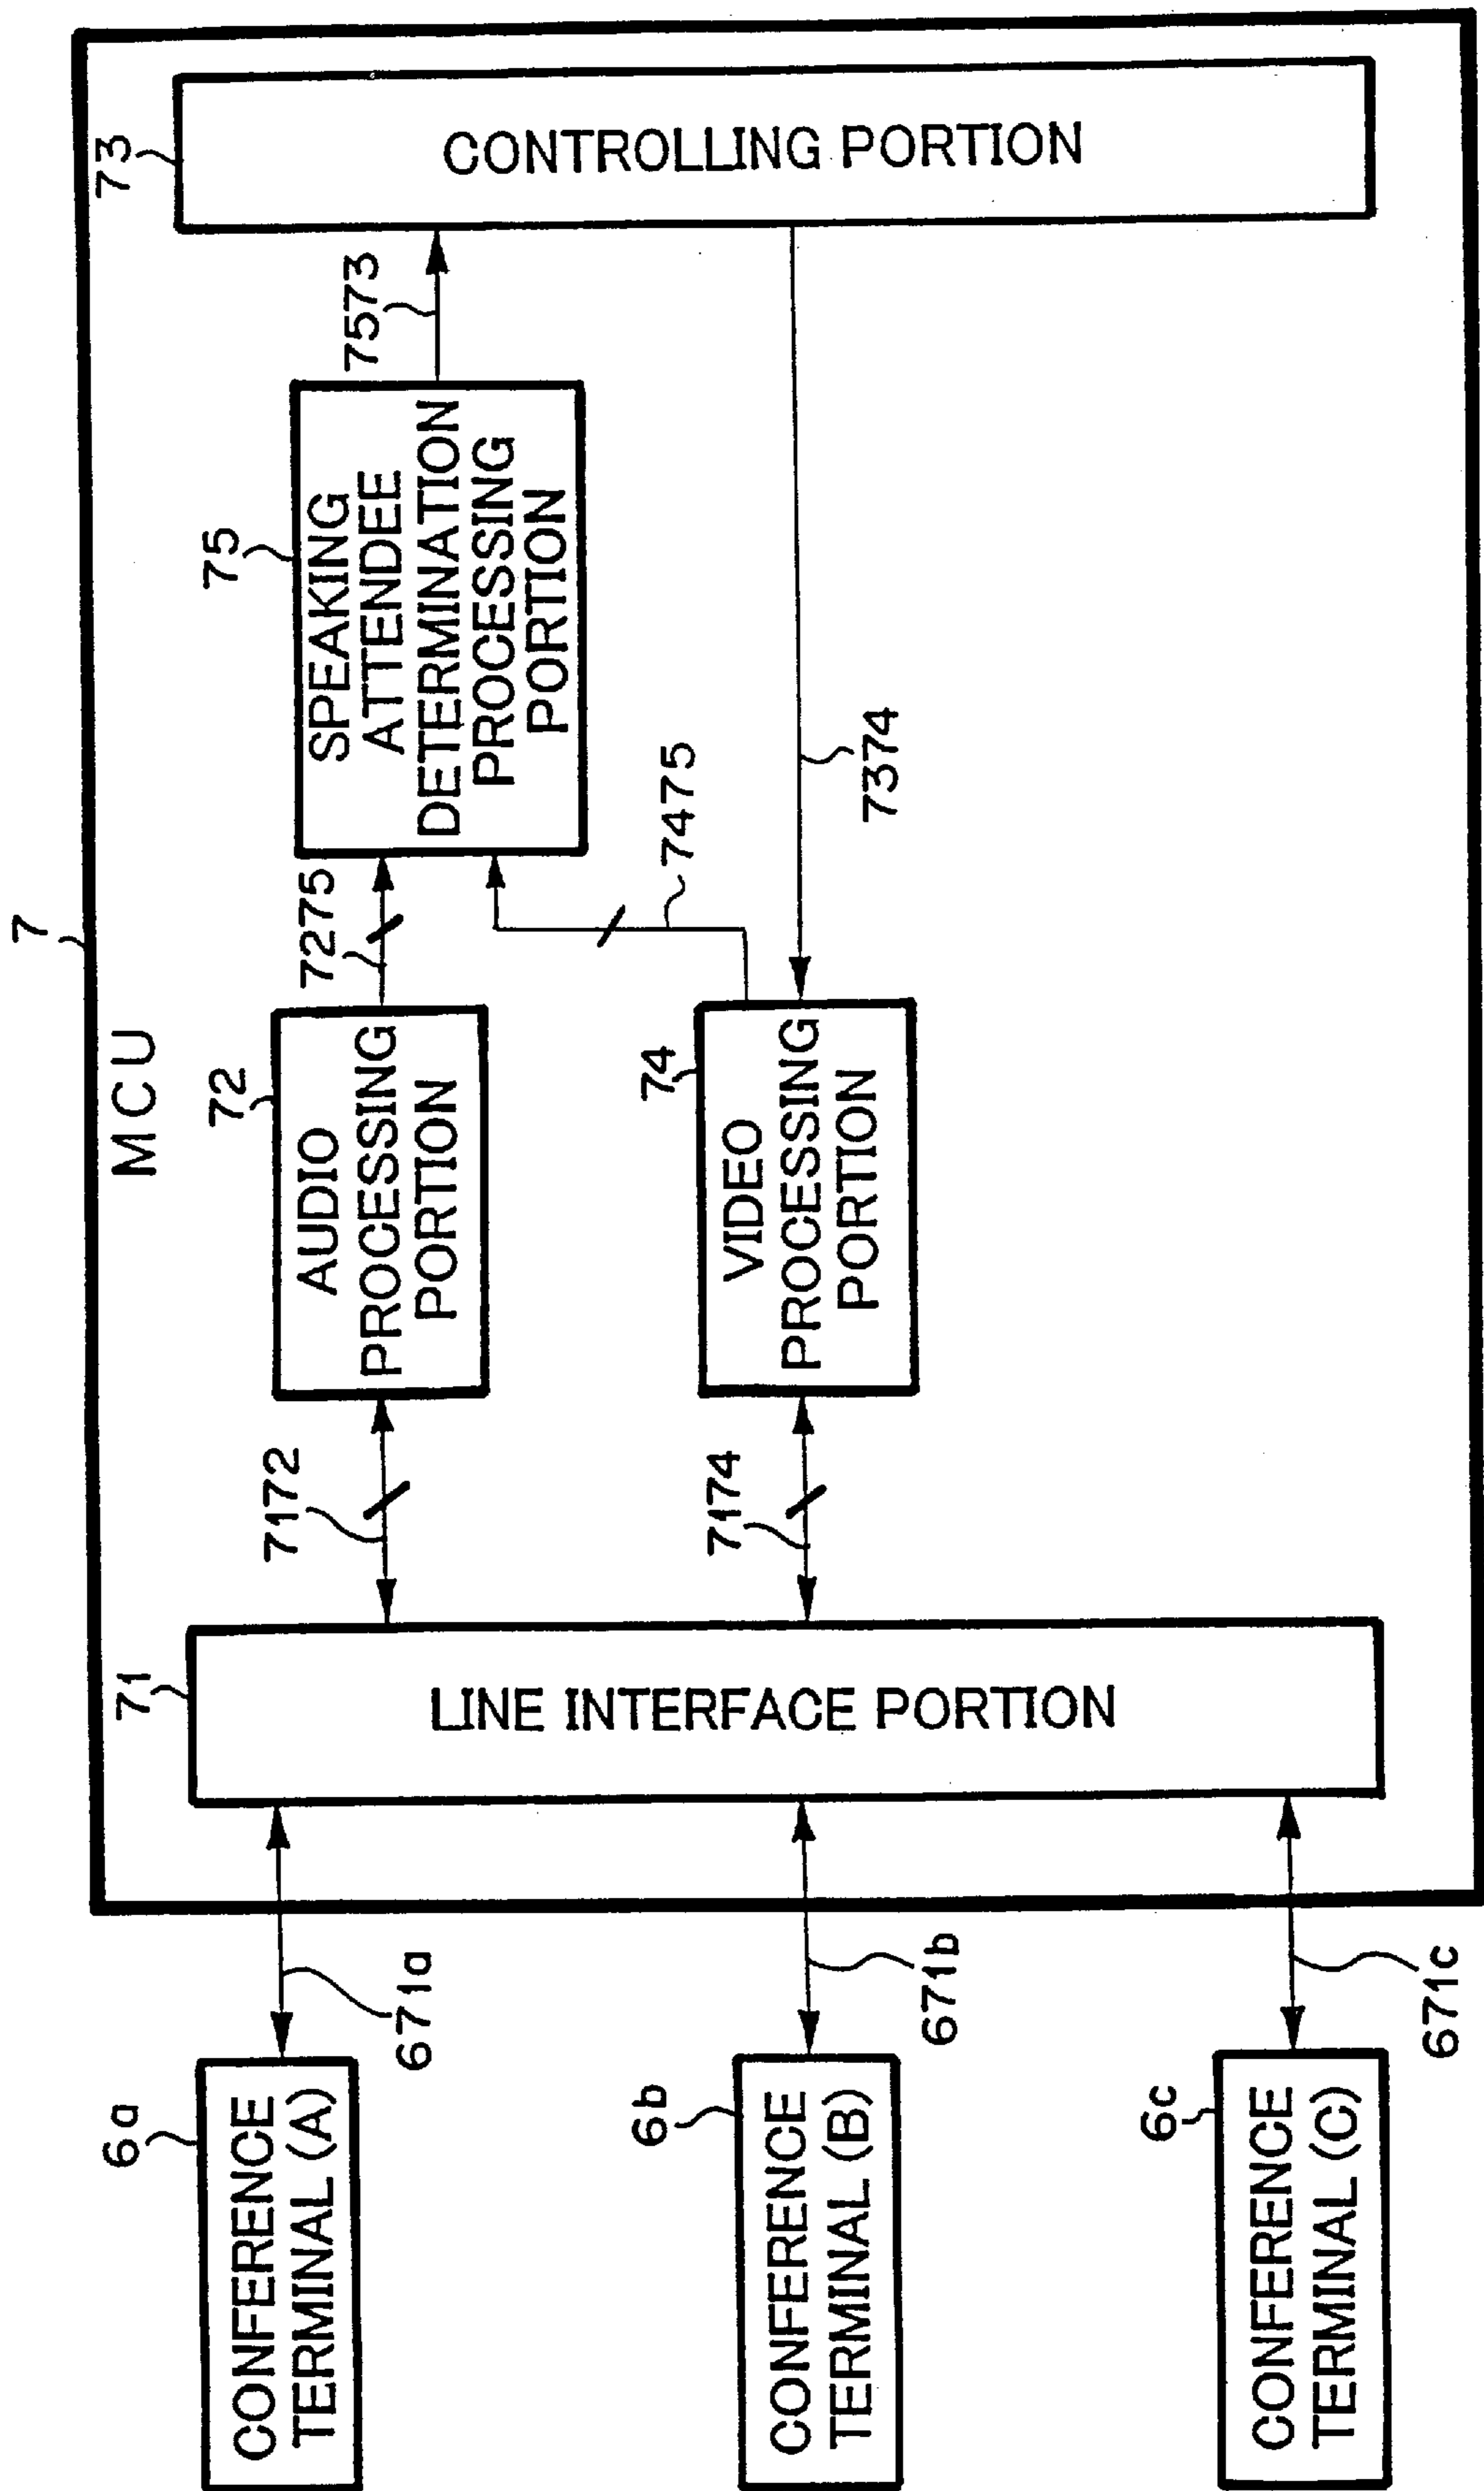 7
MCU
6a
CONFERENCE
TERMINAL (A)
671a
6b
CONFERENCE
TERMINAL (B)
671b
6c
CONFERENCE
TERMINAL (C)
671c
71
LINE INTERFACE PORTION
7172
7174
72
AUDIO
PROCESSING
PORTION
74
VIDEO
PROCESSING
PORTION
7275
7475
7374
75
SPEAKING
ATTENDEE
DETERMINATION
PROCESSING
PORTION
7573
73
CONTROLLING PORTION